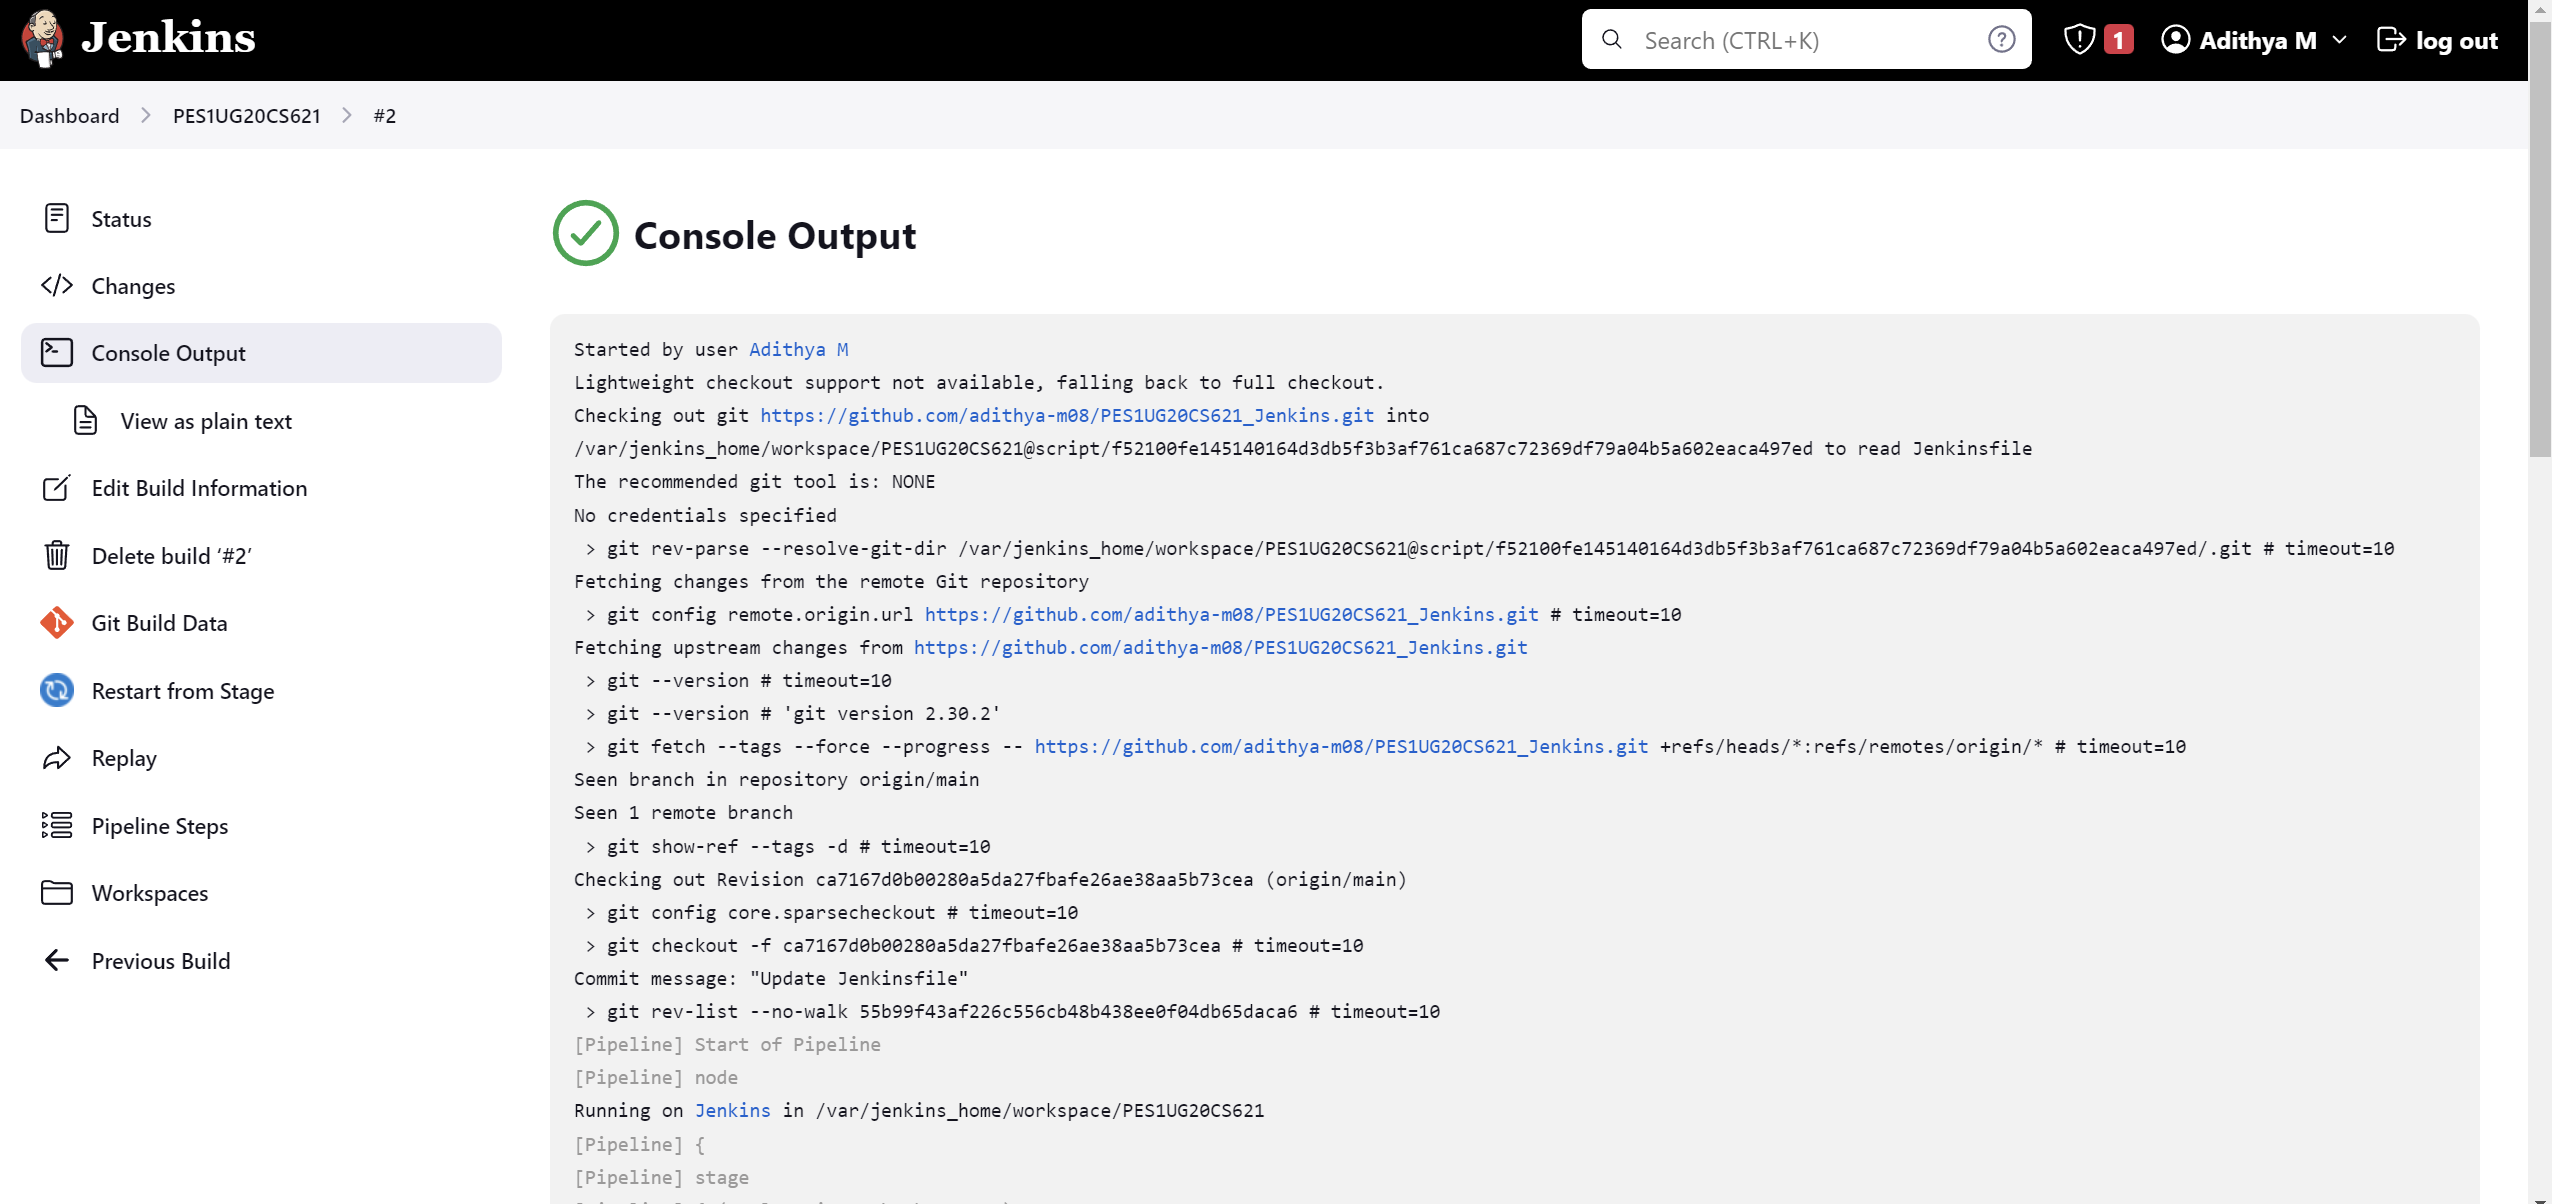 Jenkins
Search (CTRL+K)
1
Adithya M
log out
Dashboard > PES1UG20CS621 > #2
Status
Changes
Console Output
View as plain text
Edit Build Information
Delete build ‘#2’
Git Build Data
Restart from Stage
Replay
Pipeline Steps
Workspaces
Previous Build
Console Output
Started by user Adithya M
Lightweight checkout support not available, falling back to full checkout.
Checking out git https://github.com/adithya-m08/PES1UG20CS621_Jenkins.git into
/var/jenkins_home/workspace/PES1UG20CS621@script/f52100fe145140164d3db5f3b3af761ca687c72369df79a04b5a602eaca497ed to read Jenkinsfile
The recommended git tool is: NONE
No credentials specified
> git rev-parse --resolve-git-dir /var/jenkins_home/workspace/PES1UG20CS621@script/f52100fe145140164d3db5f3b3af761ca687c72369df79a04b5a602eaca497ed/.git # timeout=10
Fetching changes from the remote Git repository
> git config remote.origin.url https://github.com/adithya-m08/PES1UG20CS621_Jenkins.git # timeout=10
Fetching upstream changes from https://github.com/adithya-m08/PES1UG20CS621_Jenkins.git
> git --version # timeout=10
> git --version # 'git version 2.30.2'
> git fetch --tags --force --progress -- https://github.com/adithya-m08/PES1UG20CS621_Jenkins.git +refs/heads/*:refs/remotes/origin/* # timeout=10
Seen branch in repository origin/main
Seen 1 remote branch
> git show-ref --tags -d # timeout=10
Checking out Revision ca7167d0b00280a5da27fbafe26ae38aa5b73cea (origin/main)
> git config core.sparsecheckout # timeout=10
> git checkout -f ca7167d0b00280a5da27fbafe26ae38aa5b73cea # timeout=10
Commit message: "Update Jenkinsfile"
> git rev-list --no-walk 55b99f43af226c556cb48b438ee0f04db65daca6 # timeout=10
[Pipeline] Start of Pipeline
[Pipeline] node
Running on Jenkins in /var/jenkins_home/workspace/PES1UG20CS621
[Pipeline] {
[Pipeline] stage